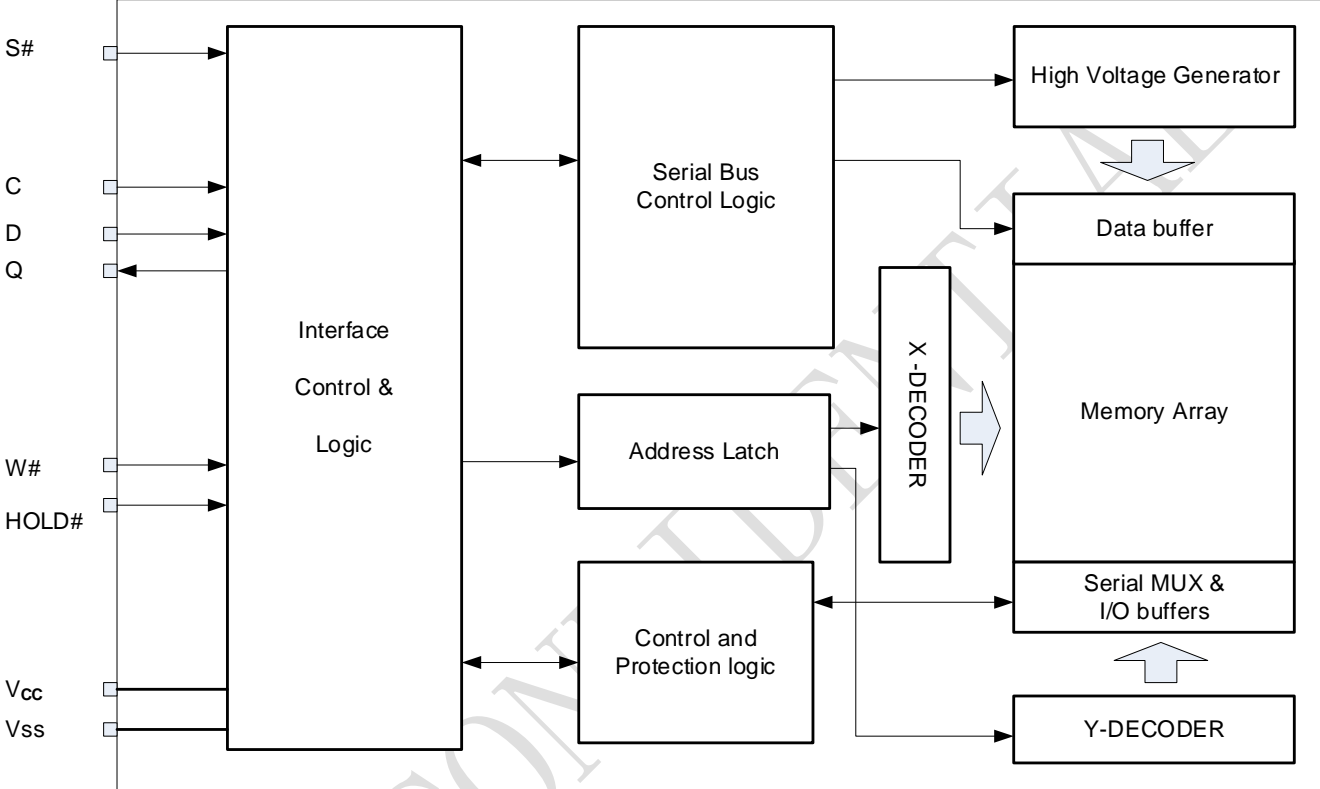 S#
C
D
Q
W#
HOLD#
Vcc
Vss
Interface
Control &
Logic
Serial Bus
Control Logic
Address Latch
Control and
Protection logic
X -DECODER
High Voltage Generator
Data buffer
Memory Array
Serial MUX &
I/O buffers
Y-DECODER
CONFIDENTIAL